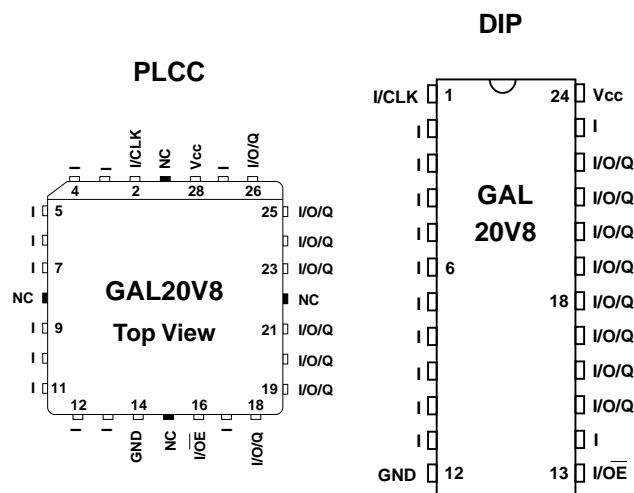 DIP
PLCC
I I I/CLK NC Vcc I I/O/Q
4 2 28 26
I 5 25 I/O/Q
I I/O/Q
I 7 23 I/O/Q
NC GAL20V8 NC
I 9 Top View 21 I/O/Q
I I/O/Q
I 11 19 I/O/Q
12 14 16 18
I I GND NC I/OE I I/O/Q
I/CLK 1 24 Vcc
I I
I I/O/Q
I GAL I/O/Q
I 20V8 I/O/Q
I 6 I/O/Q
I 18 I/O/Q
I I/O/Q
I I/O/Q
I I/O/Q
I I
GND 12 13 I/OE